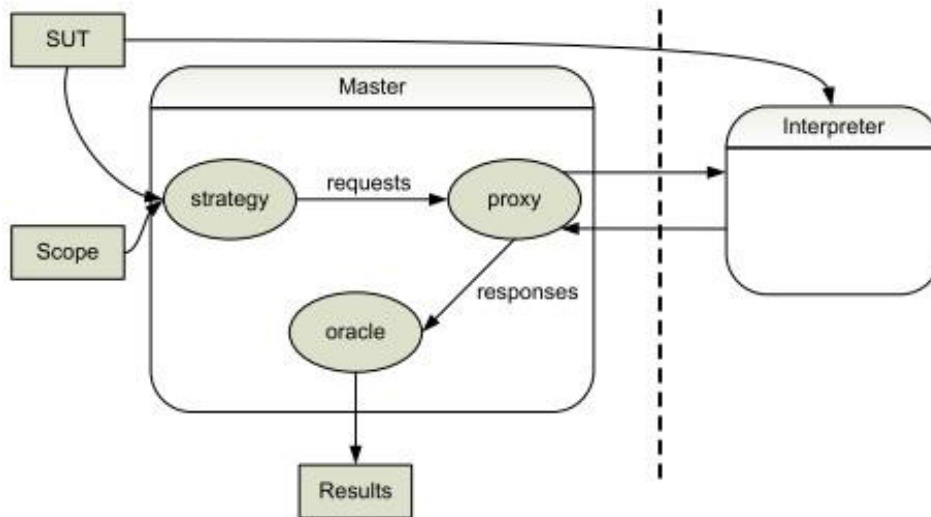 SUT
Master
Interpreter
strategy
requests
proxy
Scope
responses
oracle
Results